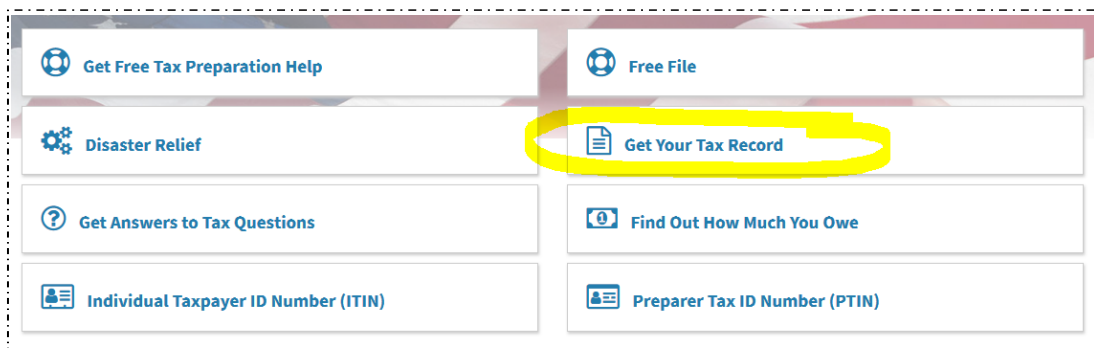 Get Free Tax Preparation Help
Free File
Disaster Relief
Get Your Tax Record
Get Answers to Tax Questions
Find Out How Much You Owe
Individual Taxpayer ID Number (ITIN)
Preparer Tax ID Number (PTIN)